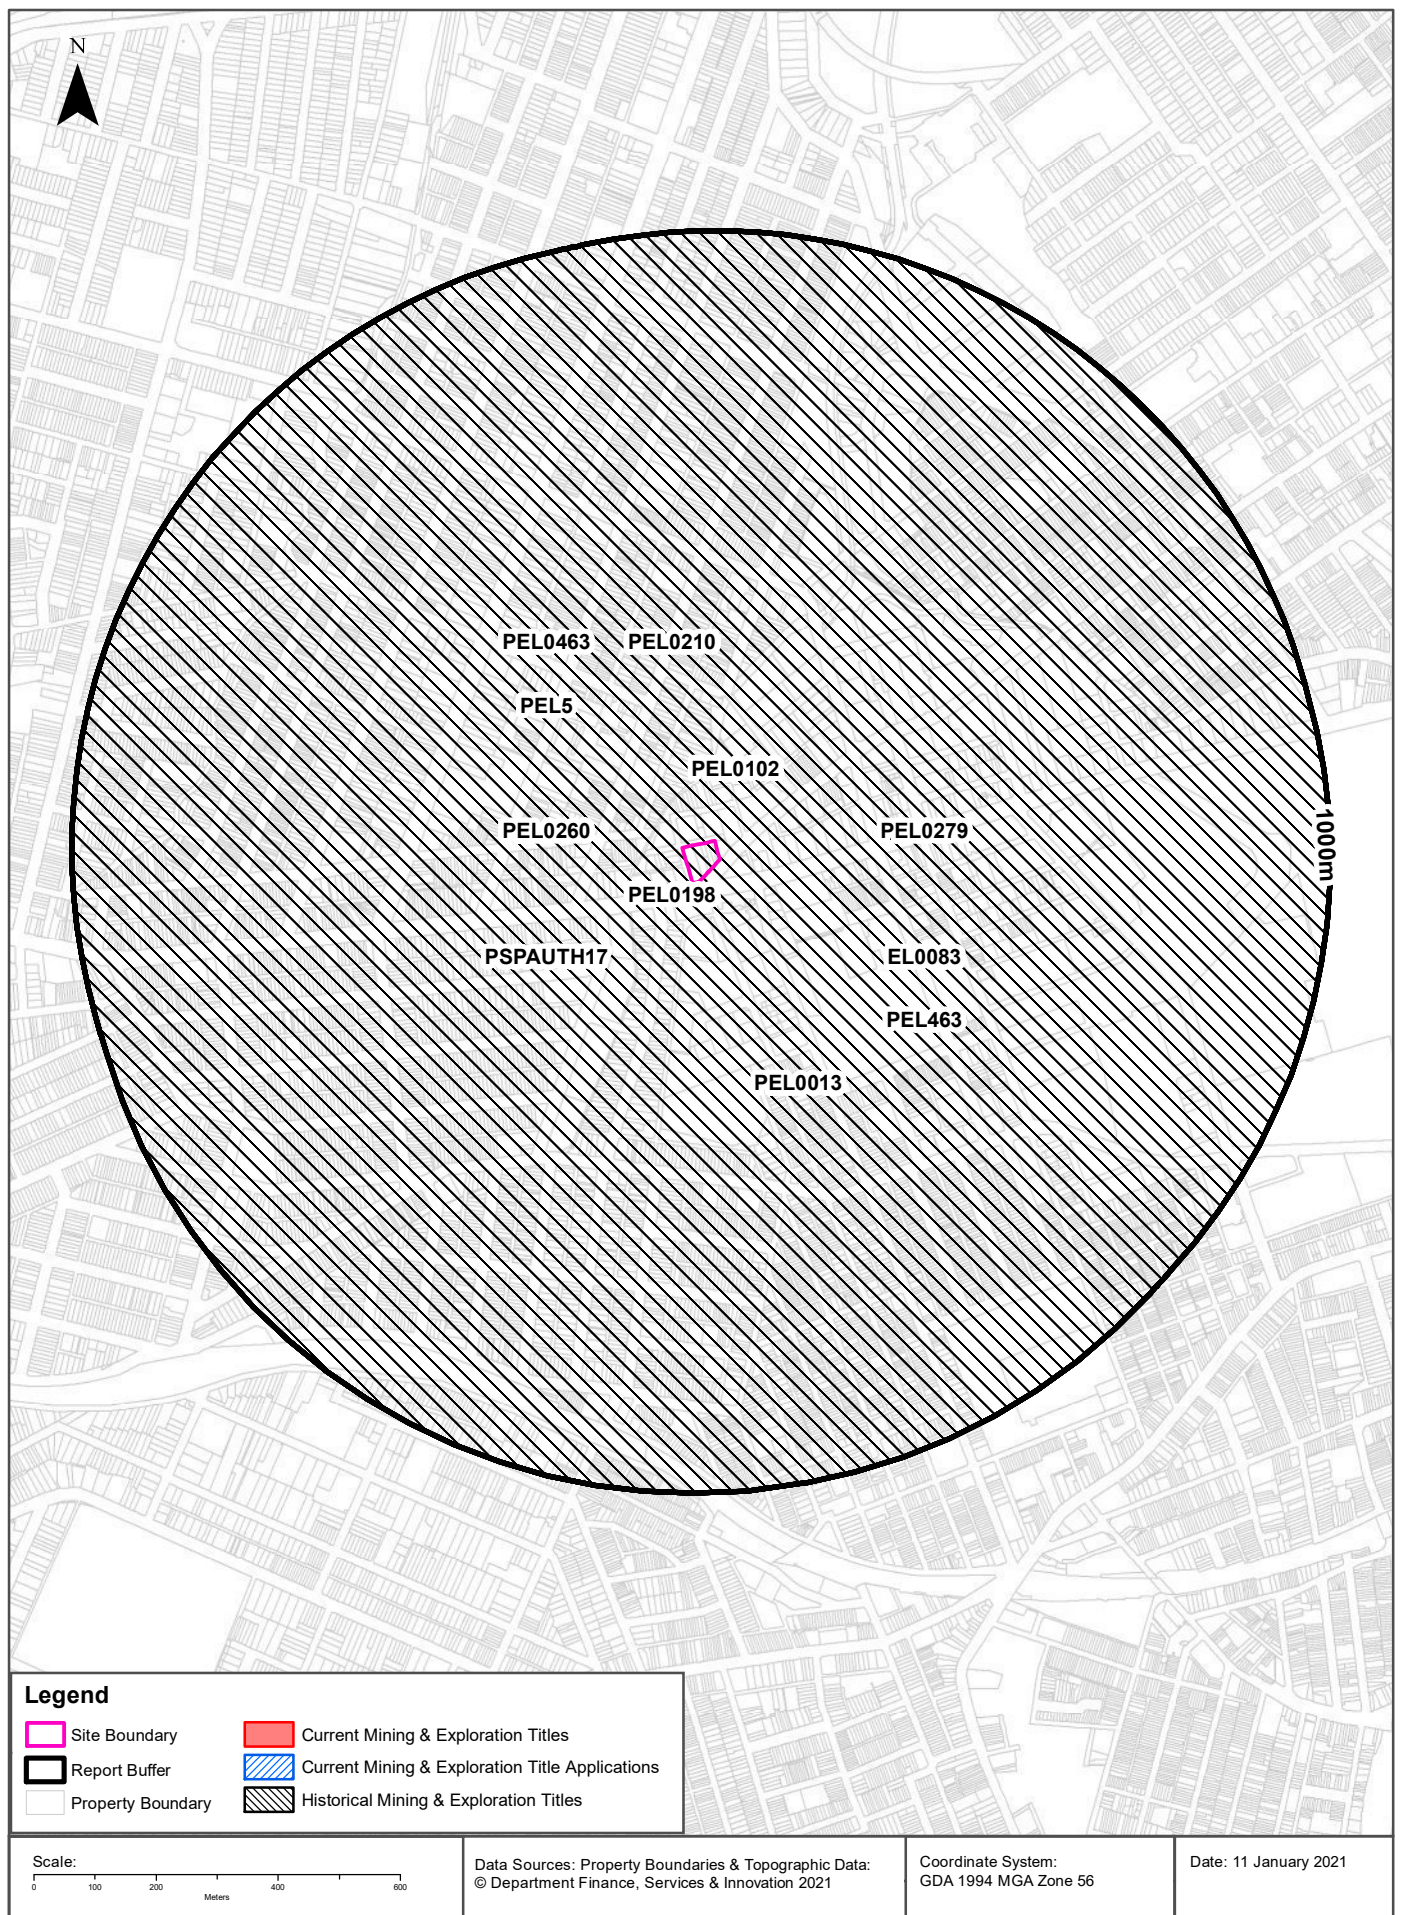 N
PEL0463 PEL0210
PEL5
PEL0102
PEL0260 PEL0279
1000m
PEL0198
PSPAUTH17 EL0083
PEL463
PEL0013
Legend
Site Boundary
Report Buffer
Property Boundary
Current Mining & Exploration Titles
Current Mining & Exploration Title Applications
Historical Mining & Exploration Titles
Scale:
0 100 200 400 600
Meters
Data Sources: Property Boundaries & Topographic Data:
© Department Finance, Services & Innovation 2021
Coordinate System:
GDA 1994 MGA Zone 56
Date: 11 January 2021